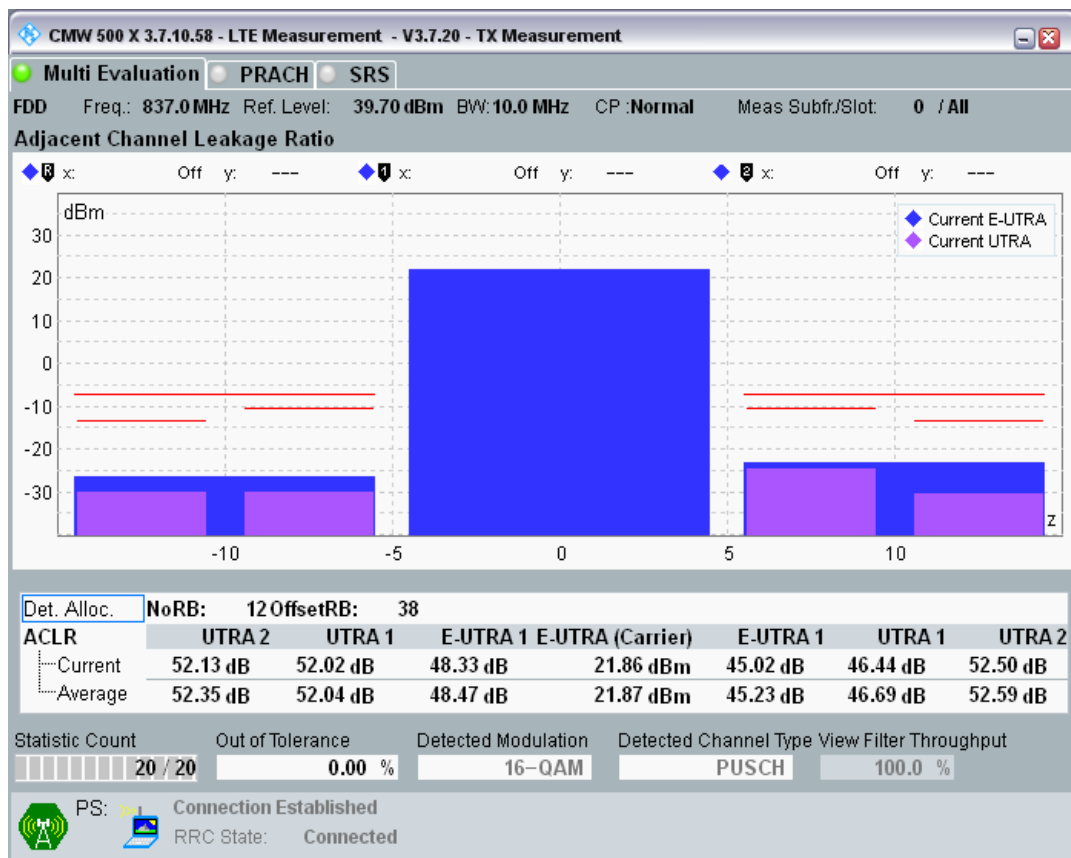 CMW 500 X 3.7.10.58 - LTE Measurement - V3.7.20 - TX Measurement
Multi Evaluation PRACH SRS
FDD Freq.: 837.0 MHz Ref. Level: 39.70 dBm BW: 10.0 MHz CP :Normal Meas Subfr./Slot: 0 / All
Adjacent Channel Leakage Ratio
R x: Off y: --- 1 x: Off y: --- 2 x: Off y: ---
dBm
Current E-UTRA
Current UTRA
30
20
10
0
-10
-20
-30
z
-10 -5 0 5 10
Det. Alloc. NoRB: 12 OffsetRB: 38
ACLR UTRA 2 UTRA 1 E-UTRA 1 E-UTRA (Carrier) E-UTRA 1 UTRA 1 UTRA 2
Current 52.13 dB 52.02 dB 48.33 dB 21.86 dBm 45.02 dB 46.44 dB 52.50 dB
Average 52.35 dB 52.04 dB 48.47 dB 21.87 dBm 45.23 dB 46.69 dB 52.59 dB
Statistic Count Out of Tolerance Detected Modulation Detected Channel Type View Filter Throughput
20 / 20 0.00 % 16-QAM PUSCH 100.0 %
PS: Connection Established
RRC State: Connected